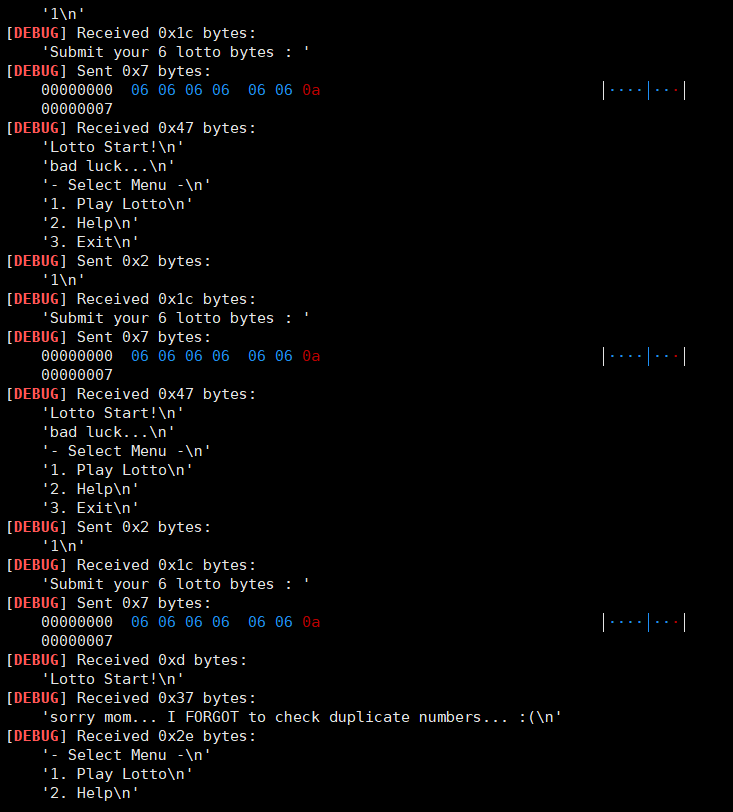 '1\n'
[DEBUG] Received 0x1c bytes:
'Submit your 6 lotto bytes : '
[DEBUG] Sent 0x7 bytes:
00000000  06 06 06 06  06 06 0a  |····|···|
00000007
[DEBUG] Received 0x47 bytes:
'Lotto Start!\n'
'bad luck...\n'
'- Select Menu -\n'
'1. Play Lotto\n'
'2. Help\n'
'3. Exit\n'
[DEBUG] Sent 0x2 bytes:
'1\n'
[DEBUG] Received 0x1c bytes:
'Submit your 6 lotto bytes : '
[DEBUG] Sent 0x7 bytes:
00000000  06 06 06 06  06 06 0a  |····|···|
00000007
[DEBUG] Received 0x47 bytes:
'Lotto Start!\n'
'bad luck...\n'
'- Select Menu -\n'
'1. Play Lotto\n'
'2. Help\n'
'3. Exit\n'
[DEBUG] Sent 0x2 bytes:
'1\n'
[DEBUG] Received 0x1c bytes:
'Submit your 6 lotto bytes : '
[DEBUG] Sent 0x7 bytes:
00000000  06 06 06 06  06 06 0a  |····|···|
00000007
[DEBUG] Received 0xd bytes:
'Lotto Start!\n'
[DEBUG] Received 0x37 bytes:
'sorry mom... I FORGOT to check duplicate numbers... :(\n'
[DEBUG] Received 0x2e bytes:
'- Select Menu -\n'
'1. Play Lotto\n'
'2. Help\n'